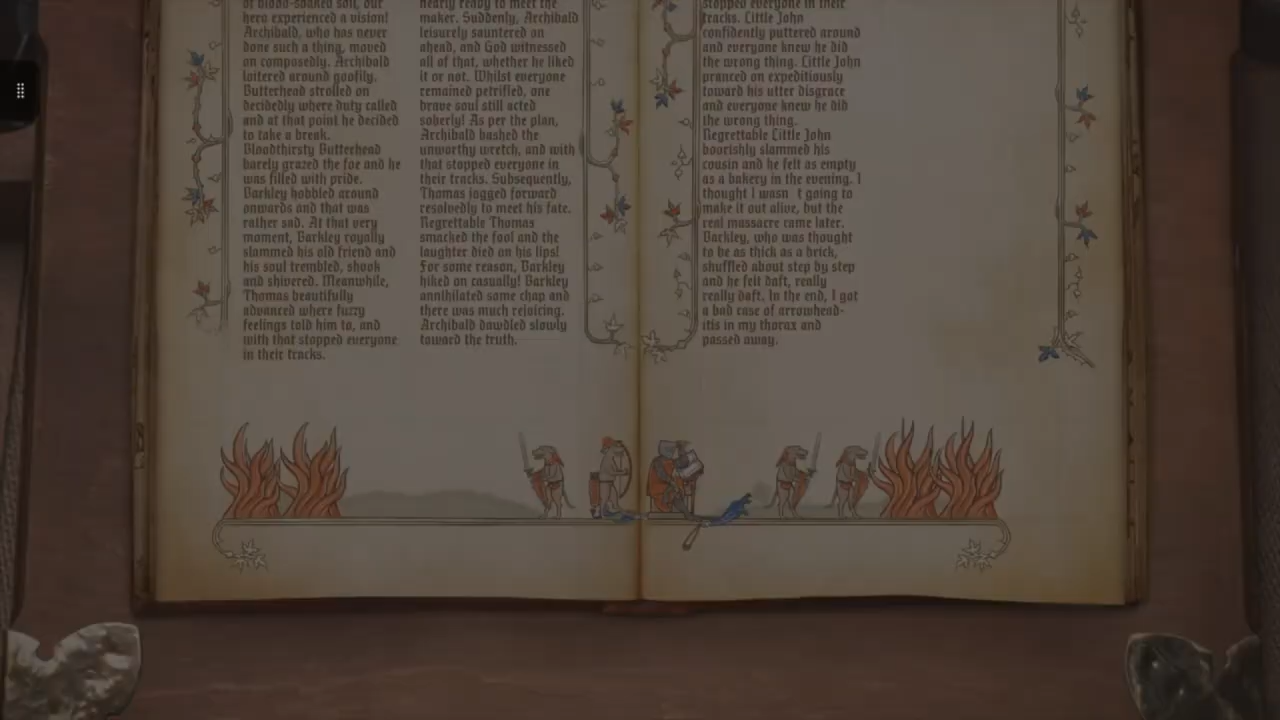 of blood-soaked soil, our
hero experienced a vision!
Archibald, who has never
done such a thing, moved
on composedly. Archibald
loitered around goofily.
Butterhead strolled on
decidedly where duty called
and at that point he decided
to take a break.
Bloodthirsty Butterhead
barely grazed the foe and he
was filled with pride.
Barkley hobbled around
onwards and that was
rather sad. At that very
moment, Barkley royally
slammed his old friend and
his soul trembled, shook
and shivered. Meanwhile,
Thomas beautifully
advanced where fuzzy
feelings told him to, and
with that stopped everyone
in their tracks.
nearly ready to meet the
maker. Suddenly, Archibald
leisurely sauntered on
ahead, and God witnessed
all of that, whether he liked
it or not. Whilst everyone
remained petrified, one
brave soul still acted
soberly! As per the plan,
Archibald bashed the
unworthy wretch, and with
that stopped everyone in
their tracks. Subsequently,
Thomas jogged forward
resolvedly to meet his fate.
Regrettable Thomas
smacked the fool and the
laughter died on his lips!
For some reason, Barkley
hiked on casually! Barkley
annihilated some chap and
there was much rejoicing.
Archibald dawdled slowly
toward the truth.
stopped everyone in their
tracks. Little John
confidently puttered around
and everyone knew he did
the wrong thing. Little John
pranced on expeditiously
toward his utter disgrace
and everyone knew he did
the wrong thing.
Regrettable Little John
boorishly slammed his
cousin and he felt as empty
as a bakery in the evening. I
thought I wasn t going to
make it out alive, but the
real massacre came later.
Barkley, who was thought
to be as thick as a brick,
shuffled about step by step
and he felt daft, really
really daft. In the end, I got
a bad case of arrowhead-
itis in my thorax and
passed away.